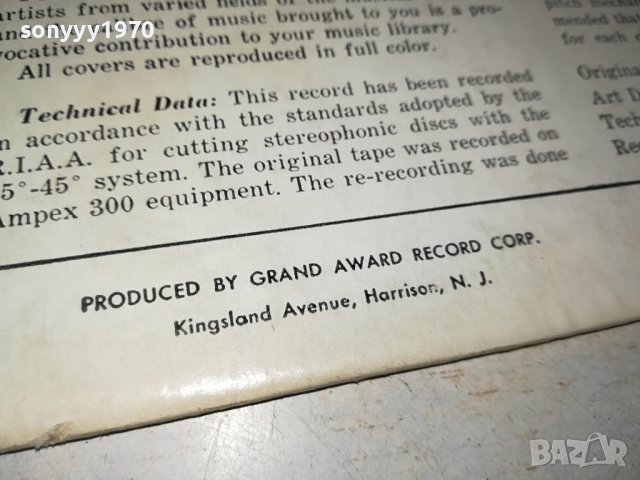 sonyyy1970
artists from varied fields of the
of music brought to you is a pro-
vocative contribution to your music library.
All covers are reproduced in full color.
Technical Data: This record has been recorded
in accordance with the standards adopted by the
R.I.A.A. for cutting stereophonic discs with the
45°-45° system. The original tape was recorded on
Ampex 300 equipment. The re-recording was done
pitch
mended that
for each
Origina
Art D
Tech
Rec
PRODUCED BY GRAND AWARD RECORD CORP.
Kingsland Avenue, Harrison, N. J.
BAZAR